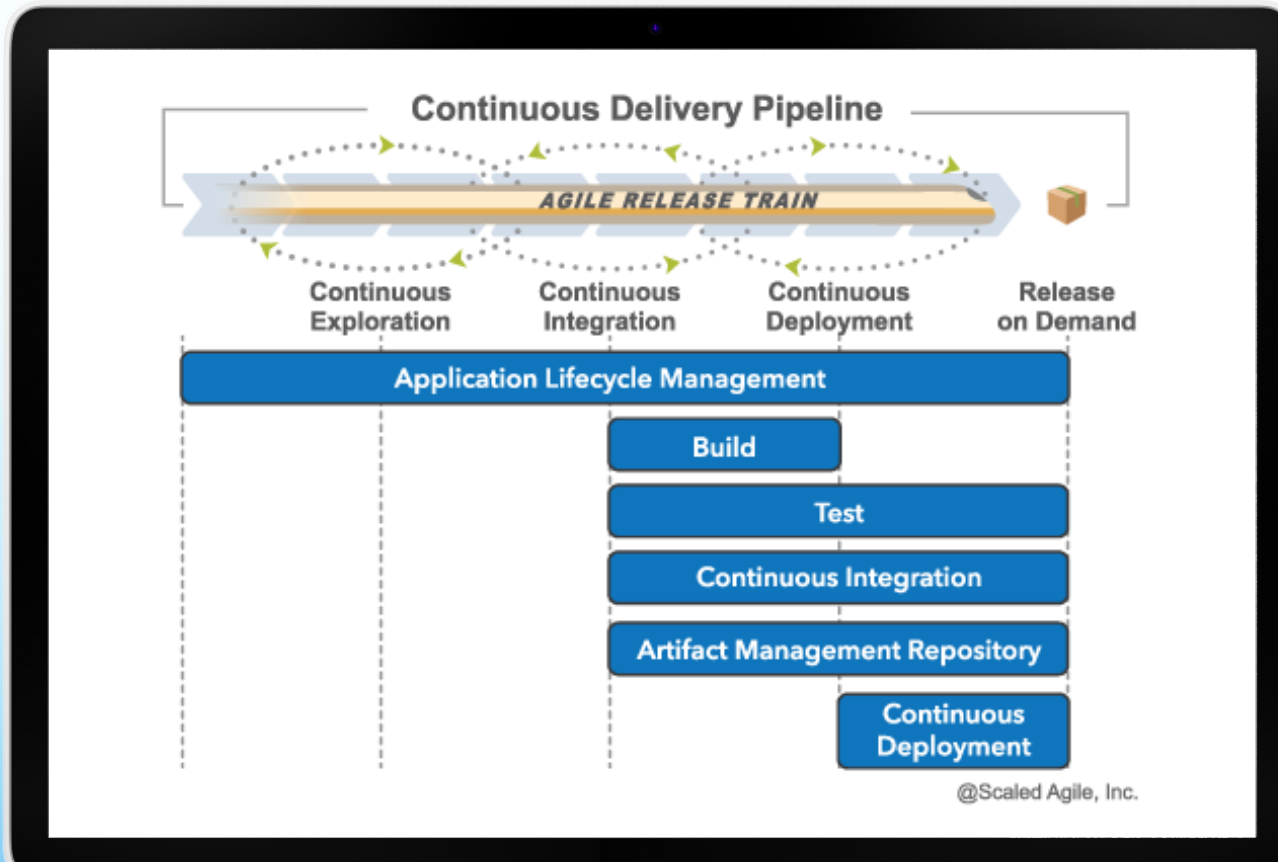 Continuous Delivery Pipeline
AGILE RELEASE TRAIN
Continuous
Exploration
Continuous
Integration
Continuous
Deployment
Release
on Demand
Application Lifecycle Management
Build
Test
Continuous Integration
Artifact Management Repository
Continuous
Deployment
@Scaled Agile, Inc.